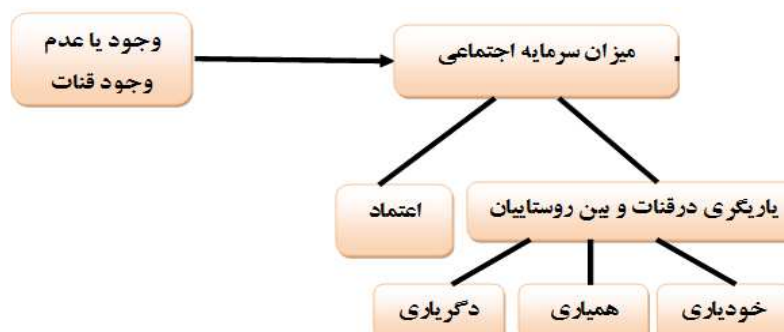 وجود یا عدم
وجود قنات
میزان سرمایه اجتماعی
اعتماد
یاریگری درقنات و بین روستاییان
خودیاری
همیاری
دگریاری